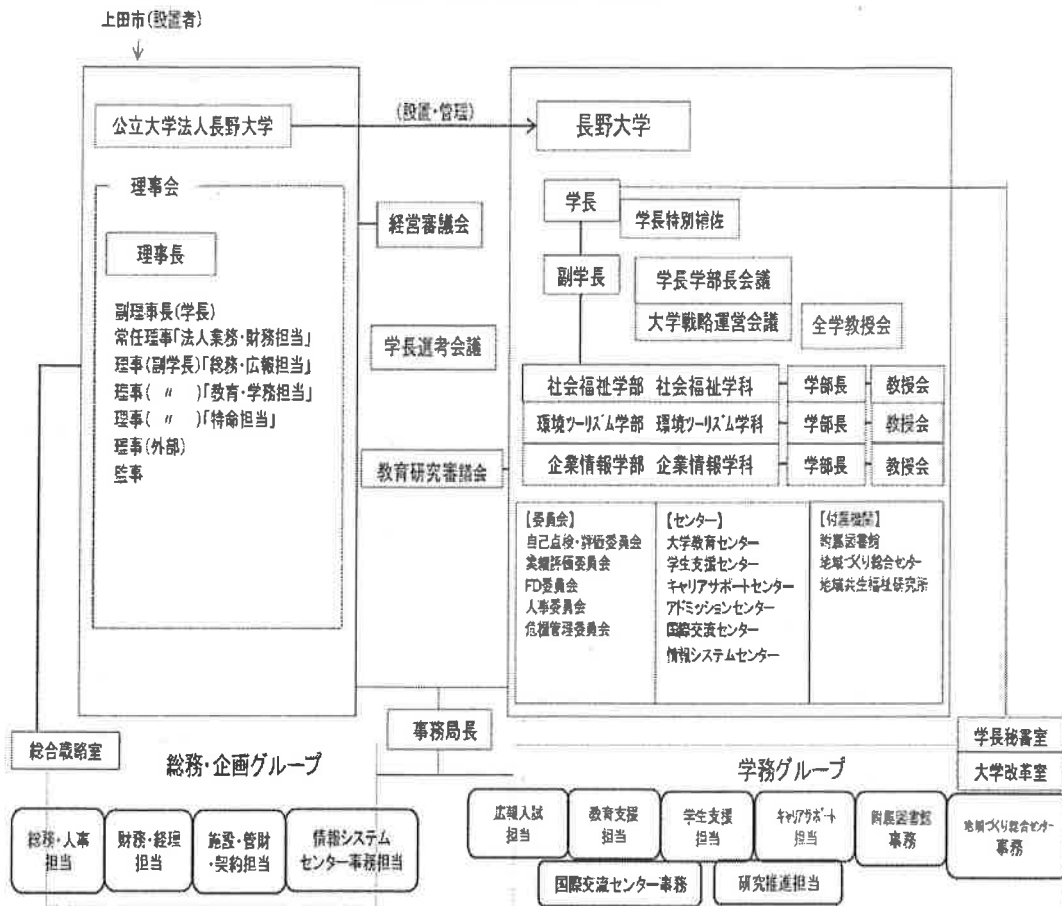 上田市(設置者)
公立大学法人長野大学
(設置・管理)
長野大学
理事会
理事長
副理事長(学長)
常任理事「法人業務・財務担当」
理事(副学長)「総務・広報担当」
理事( 〃 )「教育・学務担当」
理事( 〃 )「特命担当」
理事(外部)
監事
経営審議会
学長選考会議
教育研究審議会
学長
学長特別補佐
副学長
学長学部長会議
大学戦略運営会議
全学教授会
社会福祉学部 社会福祉学科
学部長
教授会
環境ツーリズム学部 環境ツーリズム学科
学部長
教授会
企業情報学部 企業情報学科
学部長
教授会
【委員会】
自己点検・評価委員会
業績評価委員会
FD委員会
人事委員会
危機管理委員会
【センター】
大学教育センター
学生支援センター
キャリアサポートセンター
アドミッションセンター
国際交流センター
情報システムセンター
【付属機関】
附属図書館
地域づくり総合センター
地域共生福祉研究所
事務局長
総合戦略室
総務・企画グループ
学務グループ
学長秘書室
大学改革室
総務・人事
担当
財務・経理
担当
施設・管財
・契約担当
情報システム
センター事務担当
広報入試
担当
教育支援
担当
学生支援
担当
キャリアサポート
担当
附属図書館
事務
地域づくり総合センター
事務
国際交流センター事務
研究推進担当